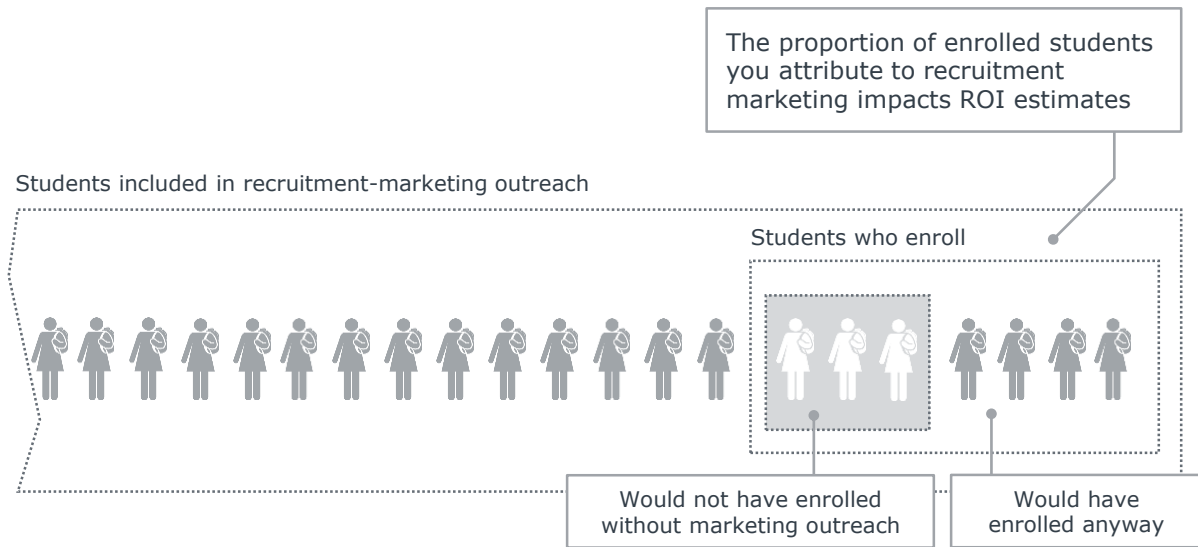 The proportion of enrolled students
you attribute to recruitment
marketing impacts ROI estimates
Students included in recruitment-marketing outreach
Students who enroll
Would not have enrolled
without marketing outreach
Would have
enrolled anyway